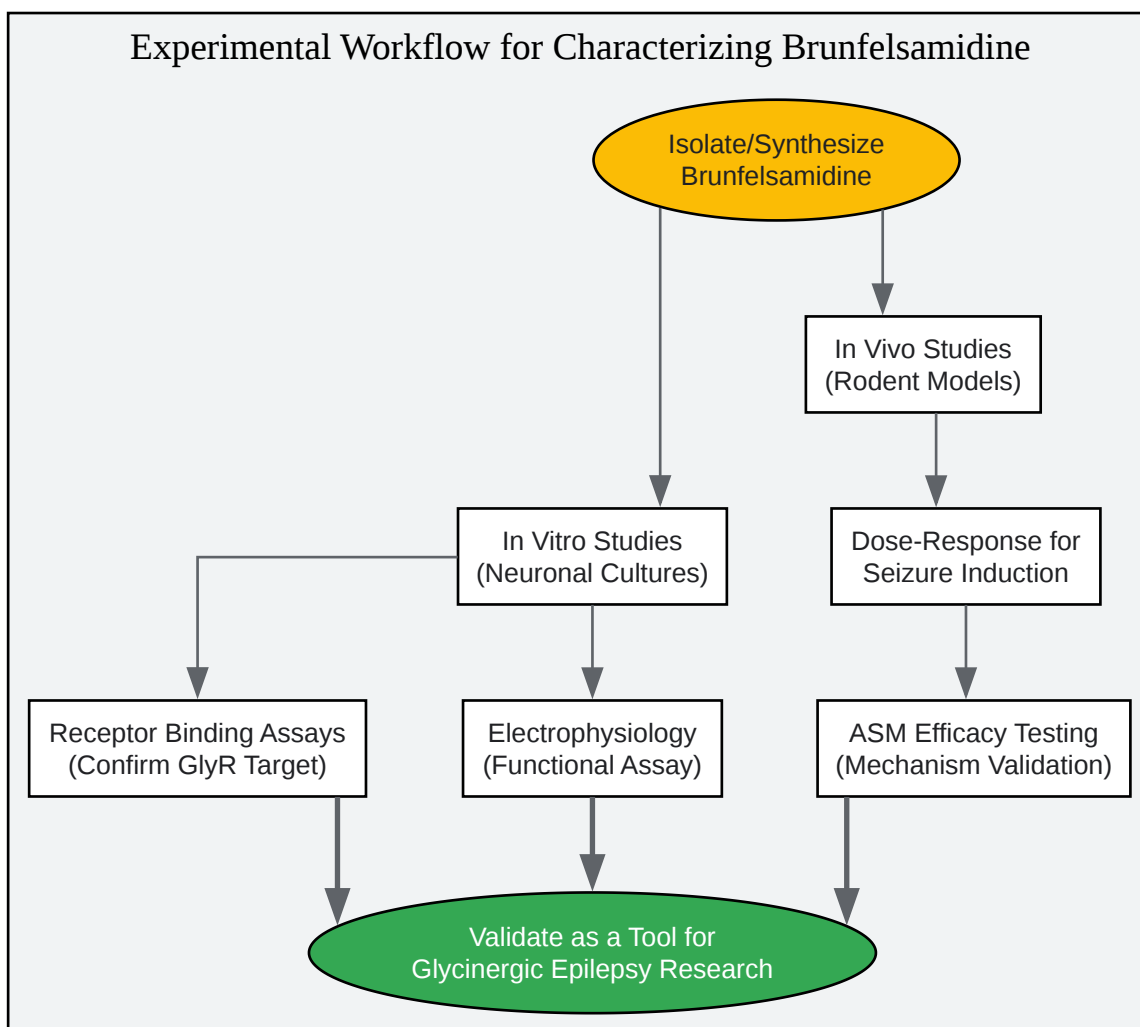 Experimental Workflow for Characterizing Brunfelsamidine
Isolate/Synthesize
Brunfelsamidine
In Vivo Studies
(Rodent Models)
In Vitro Studies
(Neuronal Cultures)
Dose-Response for
Seizure Induction
Receptor Binding Assays
(Confirm GlyR Target)
Electrophysiology
(Functional Assay)
ASM Efficacy Testing
(Mechanism Validation)
Validate as a Tool for
Glycinergic Epilepsy Research